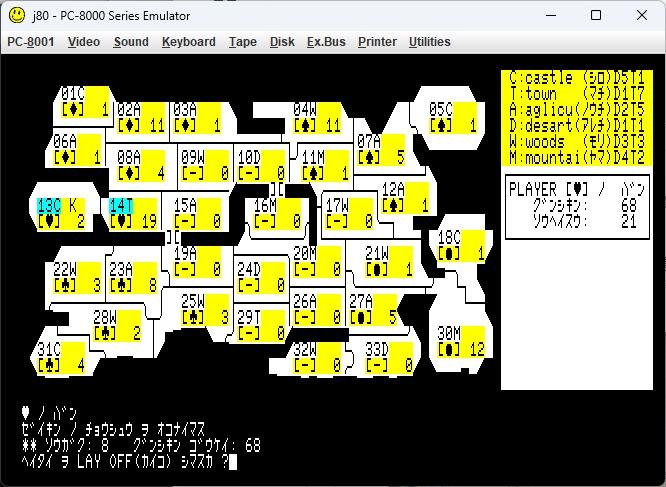 j80 - PC-8000 Series Emulator
PC-8001 Video Sound Keyboard Tape Disk Ex.Bus Printer Utilities
01C
[♦] 1
02A
[♦] 11
03A
[♦] 1
04W
[♠] 11
05C
[♠] 1
06A
[♦] 1
07A
[♠] 5
08A
[♦] 4
09W
[-] 0
10D
[-] 0
11M
[♠] 1
12A
[♠] 1
13C K
[♥] 2
14T
[♥] 19
15A
[-] 0
][
16M
[-] 0
17W
[-] 0
18C
[●] 1
][
19A
[-] 0
20M
[-] 0
21W
[●] 1
22W
[♣] 3
23A
[♣] 8
24D
[-] 0
25W
[♣] 3
26A
[-] 0
27A
[●] 5
28W
[♣] 2
29T
[-] 0
30M
[●] 12
31C
[♣] 4
32W
[-] 0
33D
[-] 0
C:castle (シロ)D5T1
T:town (マチ)D1T7
A:aglicu(ノウチ)D2T5
D:desart(アレチ)D1T1
W:woods (モリ)D3T3
M:mountai(ヤマ)D4T2
PLAYER [♥] ノ バン
グンシキン: 68
ソウヘイスウ: 21
♥ ノ バン
ゼイキン ノ チョウシュウ ヲ オコナイマス
** ソウガク: 8 グンシキン ゴウケイ: 68
ヘイタイ ヲ LAY OFF(カイコ) シマスカ ?